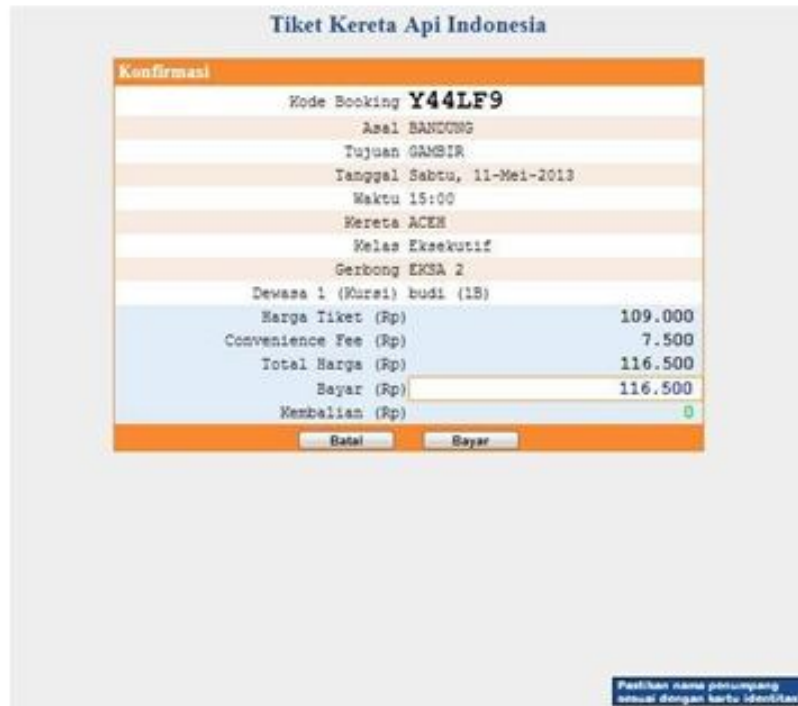 Tiket Kereta Api Indonesia
Konfirmasi
Kode Booking Y44LF9
Asal BANDUNG
Tujuan GAMBIR
Tanggal Sabtu, 11-Mei-2013
Waktu 15:00
Kereta ACEH
Kelas Eksekutif
Gerbong EKSA 2
Dewasa 1 (Kursi) budi (1B)
Harga Tiket (Rp) 109.000
Convenience Fee (Rp) 7.500
Total Harga (Rp) 116.500
Bayar (Rp) 116.500
Kembalian (Rp) 0
Batal Bayar
Pastikan nama penumpang
sesuai dengan kartu identitas